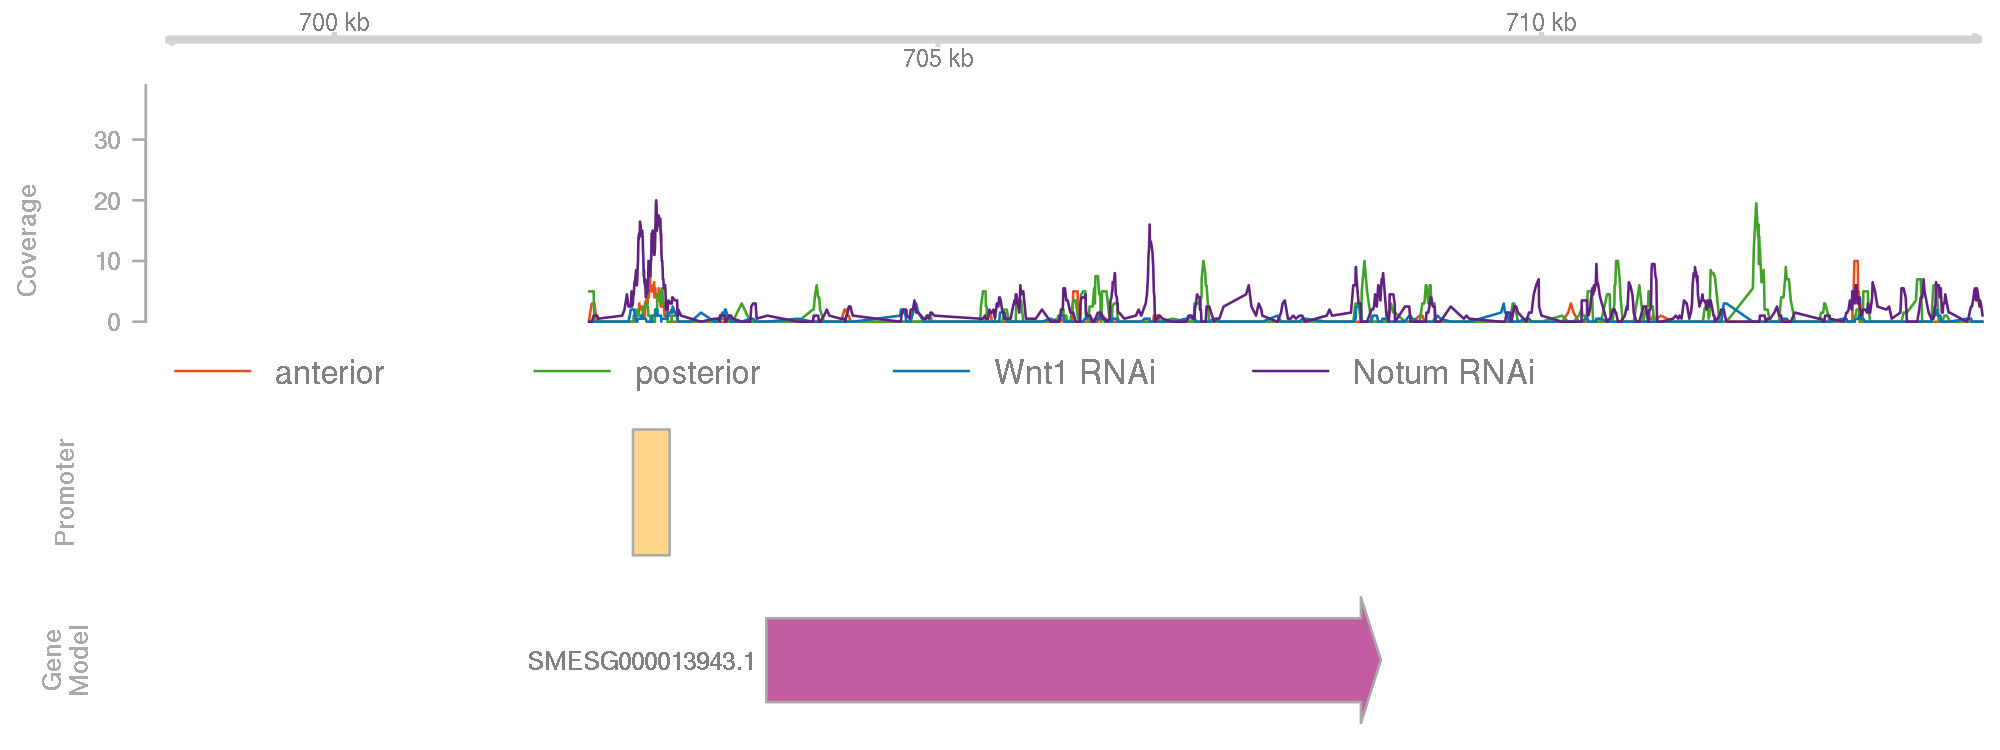 700 kb
710 kb
705 kb
Coverage
30
20
10
0
anterior
posterior
Wnt1 RNAi
Notum RNAi
Promoter
Gene
Model
SMESG000013943.1